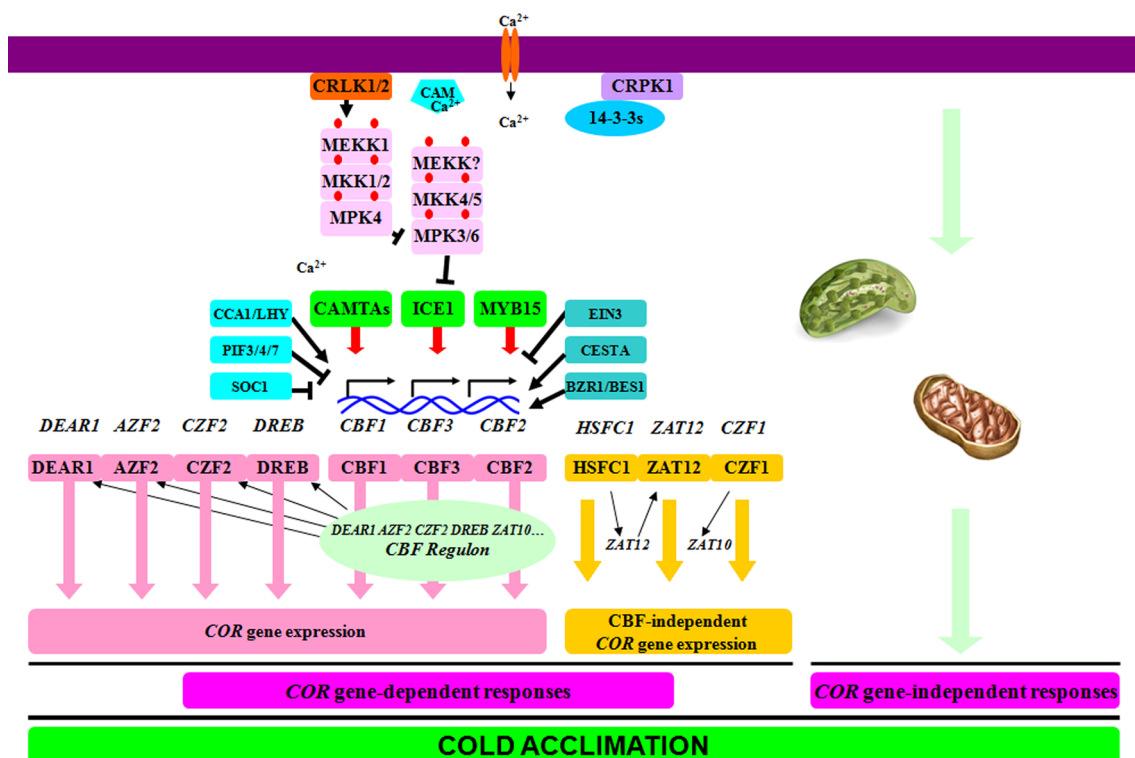 Ca²⁺
CRLK1/2
CAM
Ca²⁺
Ca²⁺
CRPK1
14-3-3s
MEKK1
MKK1/2
MPK4
MEKK?
MKK4/5
MPK3/6
Ca²⁺
CCA1/LHY
PIF3/4/7
SOC1
CAMTAs
ICE1
MYB15
EIN3
CESTA
BZR1/BES1
DEAR1 AZF2 CZF2 DREB CBF1 CBF3 CBF2 HSFC1 ZAT12 CZF1
DEAR1 AZF2 CZF2 DREB CBF1 CBF3 CBF2 HSFC1 ZAT12 CZF1
DEAR1 AZF2 CZF2 DREB ZAT10...
CBF Regulon
ZAT12 ZAT10
COR gene expression
CBF-independent
COR gene expression
COR gene-dependent responses
COR gene-independent responses
COLD ACCLIMATION